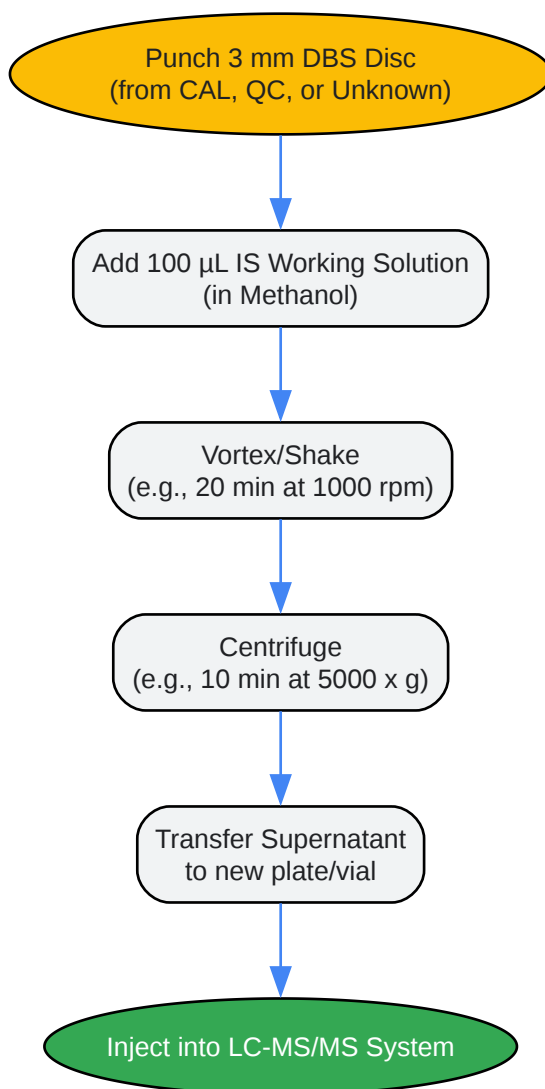 Punch 3 mm DBS Disc
(from CAL, QC, or Unknown)
Add 100 µL IS Working Solution
(in Methanol)
Vortex/Shake
(e.g., 20 min at 1000 rpm)
Centrifuge
(e.g., 10 min at 5000 x g)
Transfer Supernatant
to new plate/vial
Inject into LC-MS/MS System